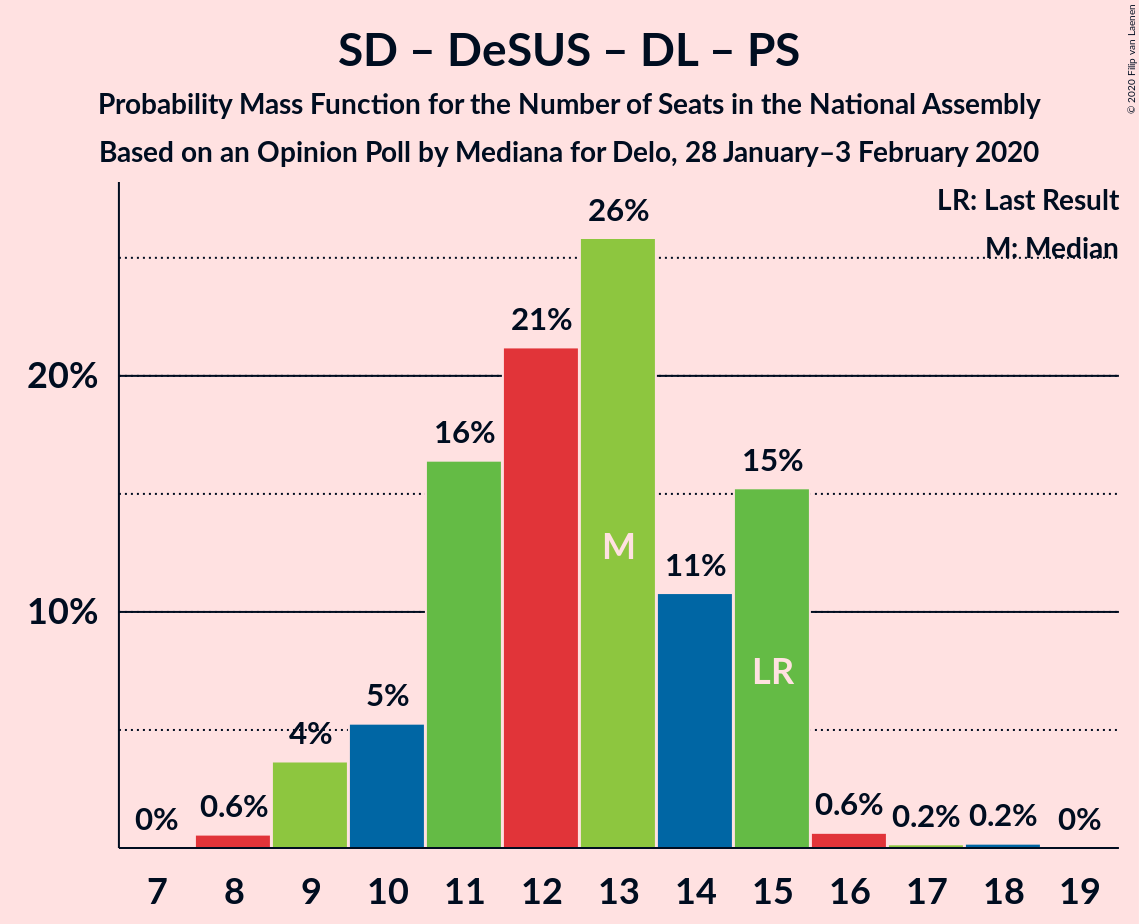 SD – DeSUS – DL – PS
Probability Mass Function for the Number of Seats in the National Assembly
Based on an Opinion Poll by Mediana for Delo, 28 January–3 February 2020
© 2020 Filip van Laenen
LR: Last Result
M: Median
20%
10%
0%
0.6%
4%
5%
16%
21%
26%
11%
15%
0.6%
0.2%
0.2%
0%
M
LR
7 8 9 10 11 12 13 14 15 16 17 18 19